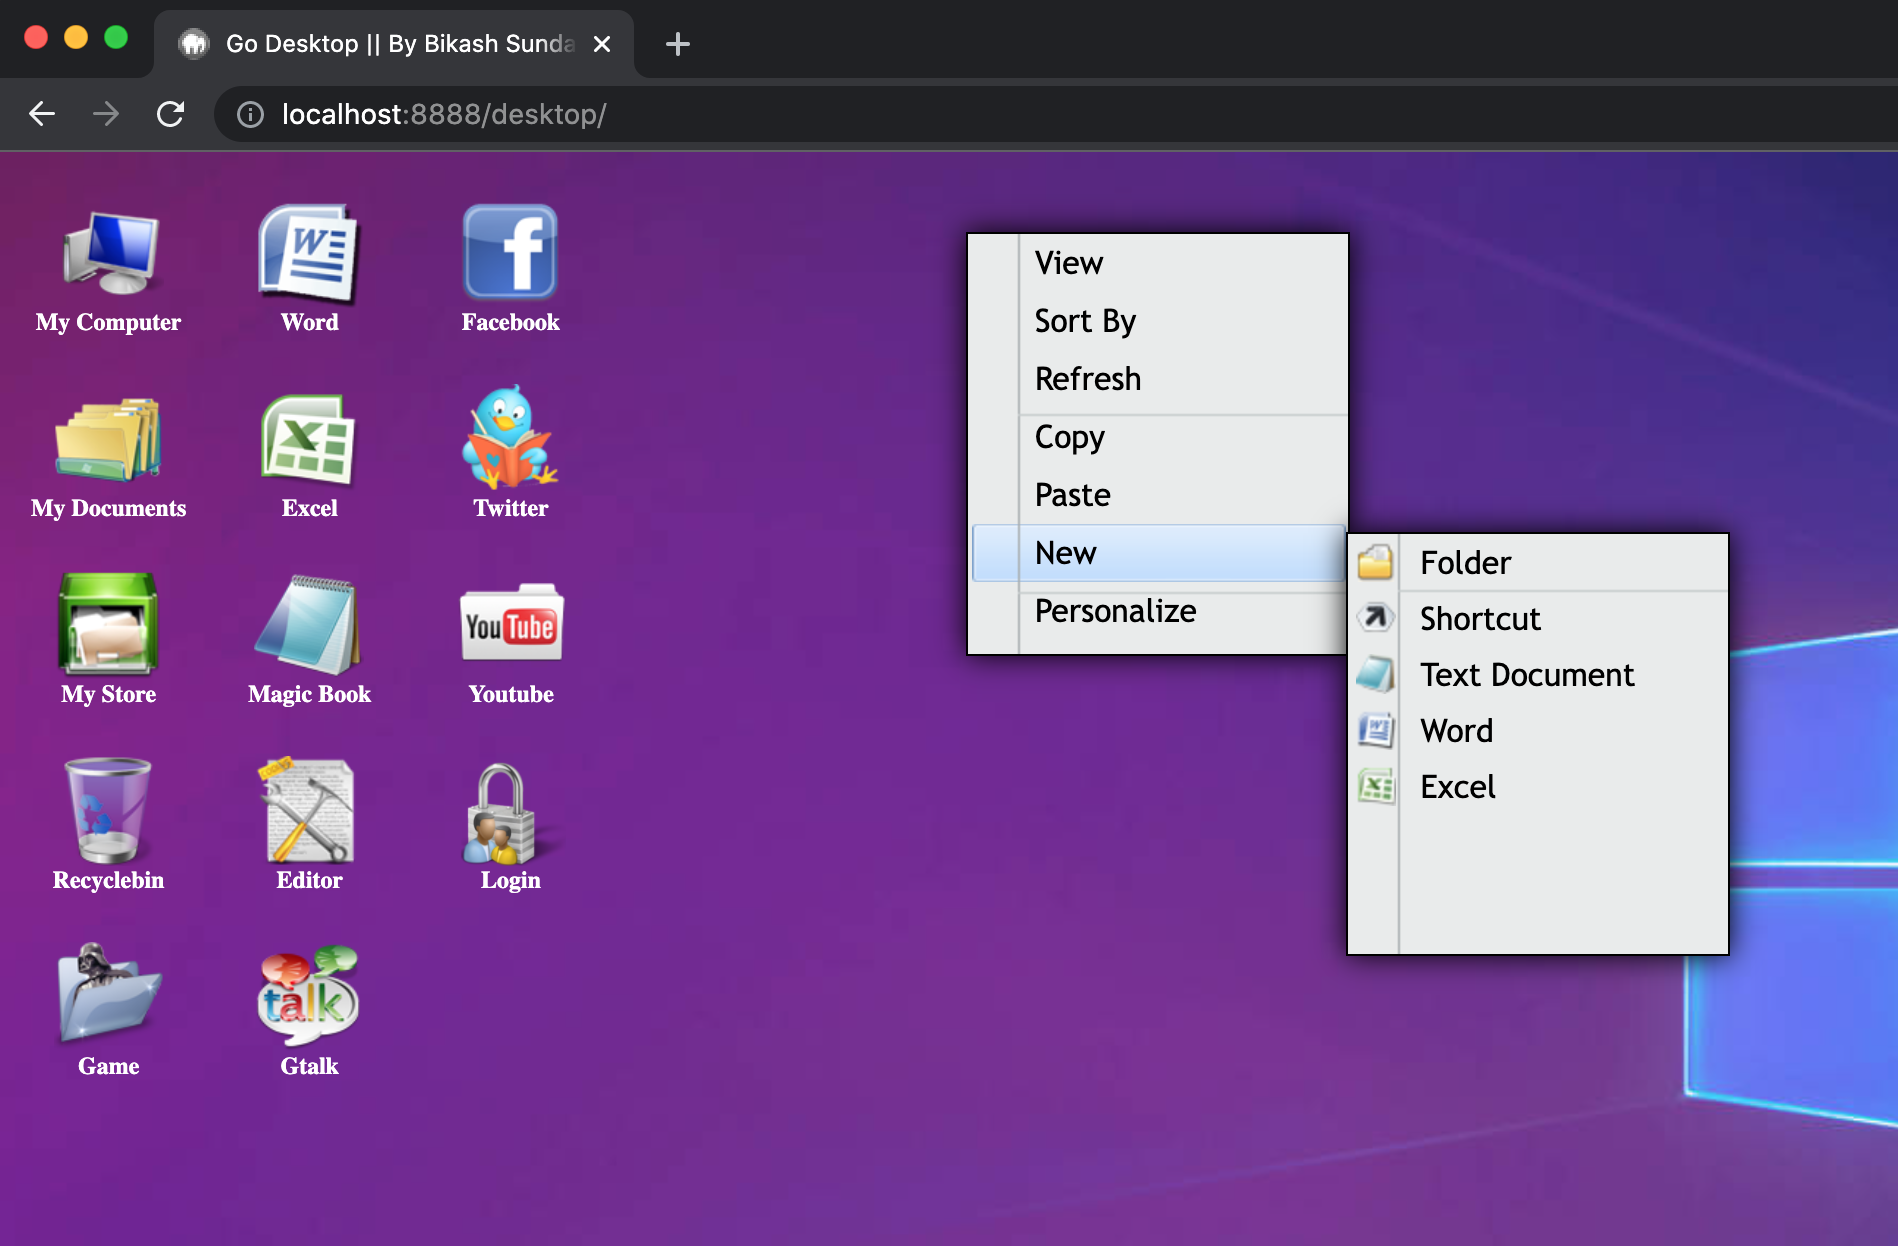 Go Desktop || By Bikash Sunda
localhost:8888/desktop/
My Computer
Word
Facebook
My Documents
Excel
Twitter
My Store
Magic Book
You Tube
Youtube
Recyclebin
Editor
Login
Game
talk
Gtalk
View
Sort By
Refresh
Copy
Paste
New
Personalize
Folder
Shortcut
Text Document
Word
Excel